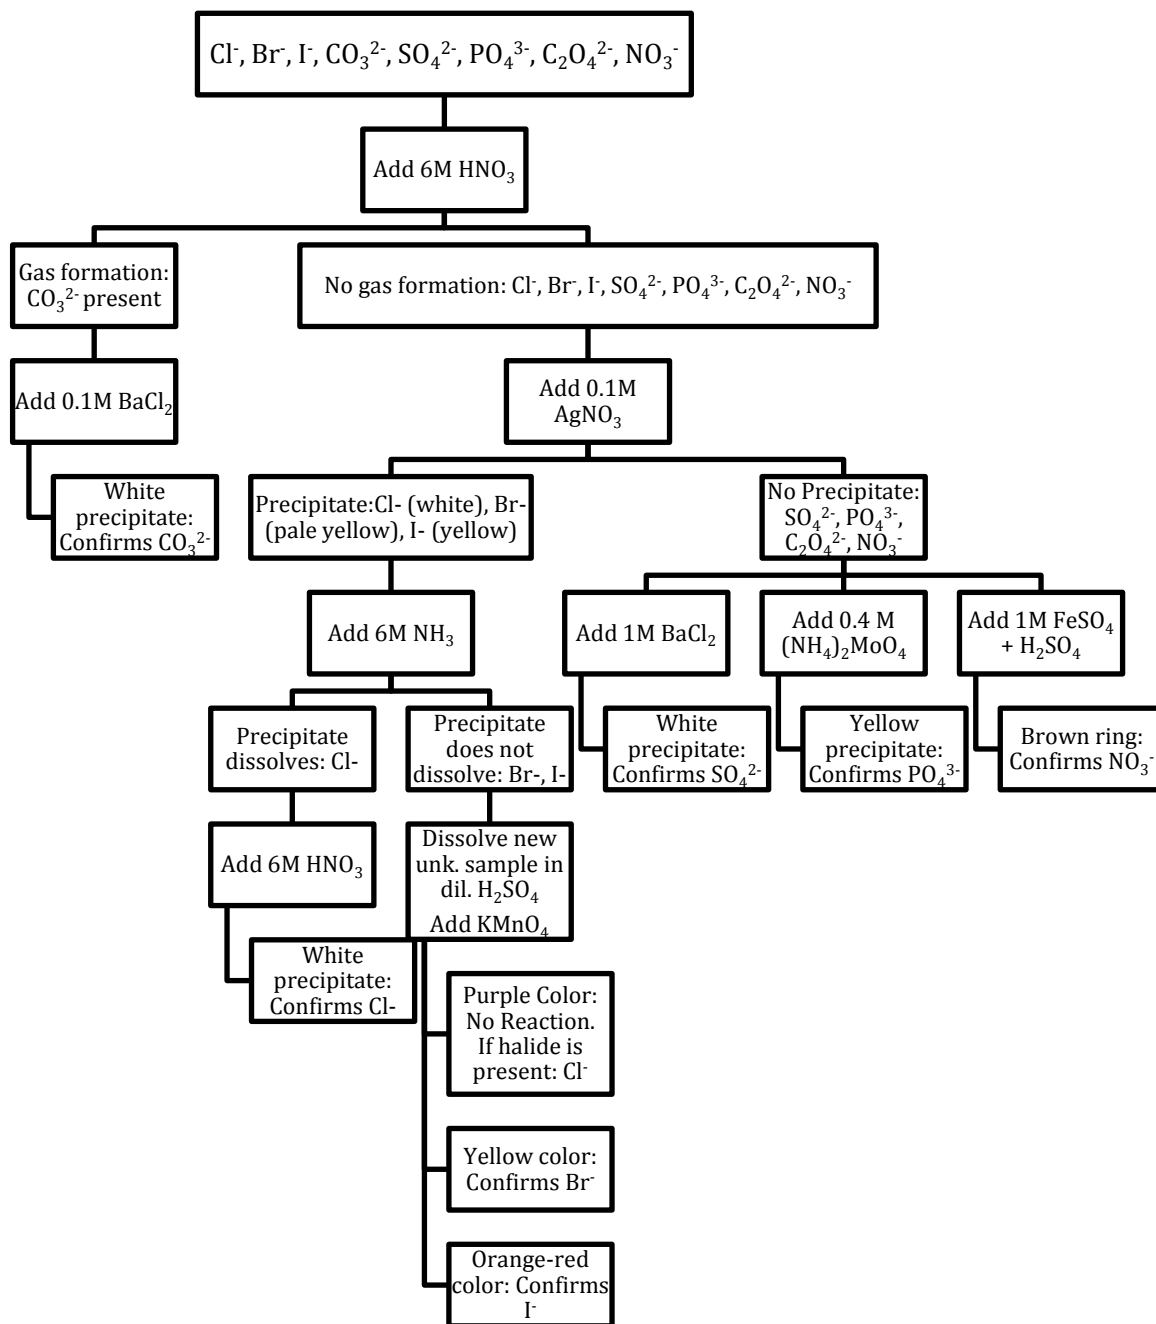 Cl⁻, Br⁻, I⁻, CO₃²⁻, SO₄²⁻, PO₄³⁻, C₂O₄²⁻, NO₃⁻
Add 6M HNO₃
Gas formation:
CO₃²⁻ present
No gas formation: Cl⁻, Br⁻, I⁻, SO₄²⁻, PO₄³⁻, C₂O₄²⁻, NO₃⁻
Add 0.1M BaCl₂
Add 0.1M
AgNO₃
White
precipitate:
Confirms CO₃²⁻
Precipitate:Cl- (white), Br-
(pale yellow), I- (yellow)
No Precipitate:
SO₄²⁻, PO₄³⁻,
C₂O₄²⁻, NO₃⁻
Add 6M NH₃
Add 1M BaCl₂
Add 0.4 M
(NH₄)₂MoO₄
Add 1M FeSO₄
+ H₂SO₄
Precipitate
dissolves: Cl-
Precipitate
does not
dissolve: Br-, I-
White
precipitate:
Confirms SO₄²⁻
Yellow
precipitate:
Confirms PO₄³⁻
Brown ring:
Confirms NO₃⁻
Add 6M HNO₃
Dissolve new
unk. sample in
dil. H₂SO₄
Add KMnO₄
White
precipitate:
Confirms Cl-
Purple Color:
No Reaction.
If halide is
present: Cl⁻
Yellow color:
Confirms Br⁻
Orange-red
color: Confirms
I⁻